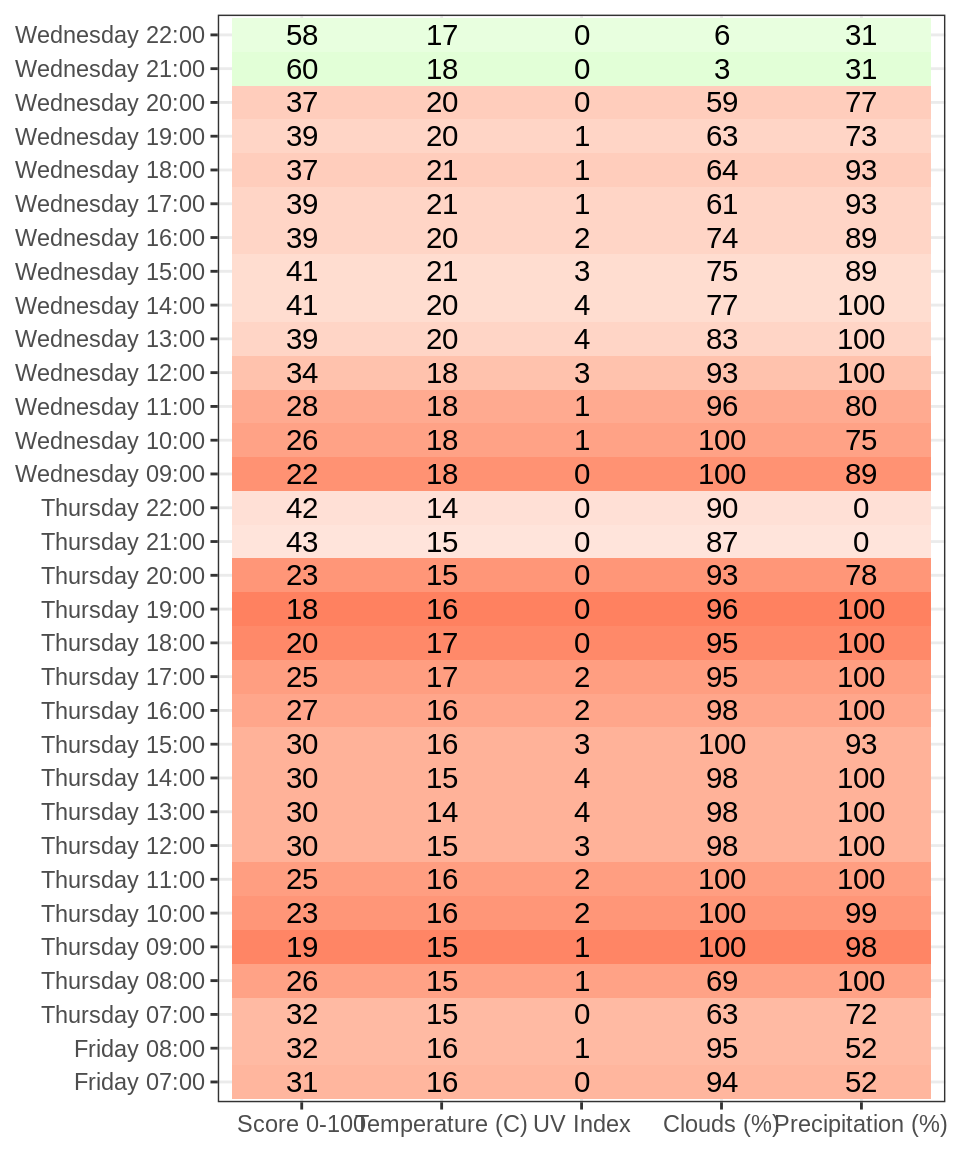 Wednesday 22:00 58 17 0 6 31
Wednesday 21:00 60 18 0 3 31
Wednesday 20:00 37 20 0 59 77
Wednesday 19:00 39 20 1 63 73
Wednesday 18:00 37 21 1 64 93
Wednesday 17:00 39 21 1 61 93
Wednesday 16:00 39 20 2 74 89
Wednesday 15:00 41 21 3 75 89
Wednesday 14:00 41 20 4 77 100
Wednesday 13:00 39 20 4 83 100
Wednesday 12:00 34 18 3 93 100
Wednesday 11:00 28 18 1 96 80
Wednesday 10:00 26 18 1 100 75
Wednesday 09:00 22 18 0 100 89
Thursday 22:00 42 14 0 90 0
Thursday 21:00 43 15 0 87 0
Thursday 20:00 23 15 0 93 78
Thursday 19:00 18 16 0 96 100
Thursday 18:00 20 17 0 95 100
Thursday 17:00 25 17 2 95 100
Thursday 16:00 27 16 2 98 100
Thursday 15:00 30 16 3 100 93
Thursday 14:00 30 15 4 98 100
Thursday 13:00 30 14 4 98 100
Thursday 12:00 30 15 3 98 100
Thursday 11:00 25 16 2 100 100
Thursday 10:00 23 16 2 100 99
Thursday 09:00 19 15 1 100 98
Thursday 08:00 26 15 1 69 100
Thursday 07:00 32 15 0 63 72
Friday 08:00 32 16 1 95 52
Friday 07:00 31 16 0 94 52
Score 0-100 Temperature (C) UV Index Clouds (%) Precipitation (%)